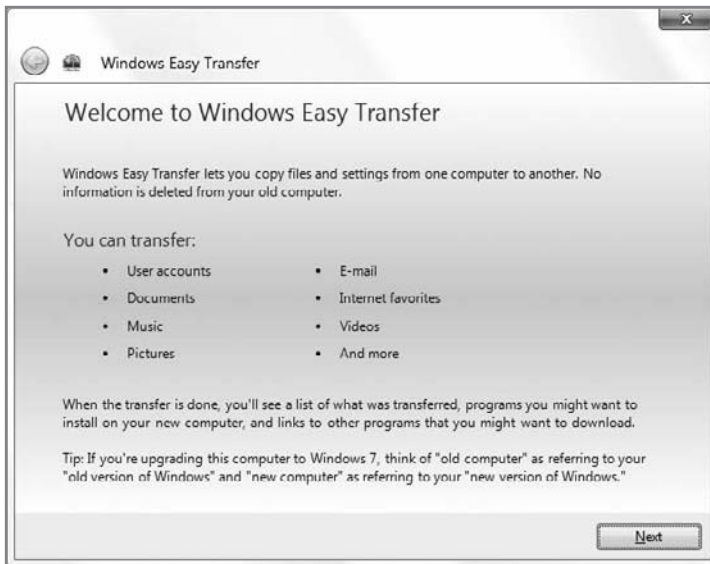 Windows Easy Transfer
Welcome to Windows Easy Transfer
Windows Easy Transfer lets you copy files and settings from one computer to another. No
information is deleted from your old computer.
You can transfer:
• User accounts
• Documents
• Music
• Pictures
• E-mail
• Internet favorites
• Videos
• And more
When the transfer is done, you'll see a list of what was transferred, programs you might want to
install on your new computer, and links to other programs that you might want to download.
Tip: If you're upgrading this computer to Windows 7, think of "old computer" as referring to your
"old version of Windows" and "new computer" as referring to your "new version of Windows."
Next